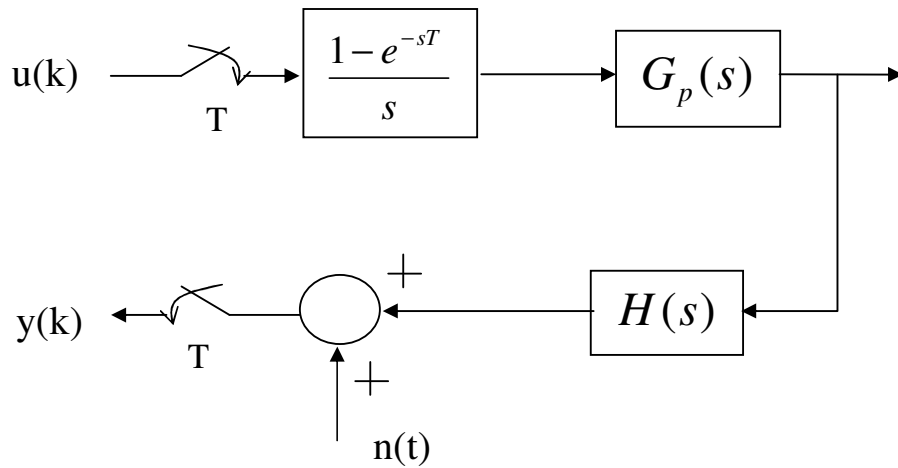 u(k)
T
1 − e^{−sT}
s
G_p(s)
+
H(s)
y(k)
T
+
n(t)